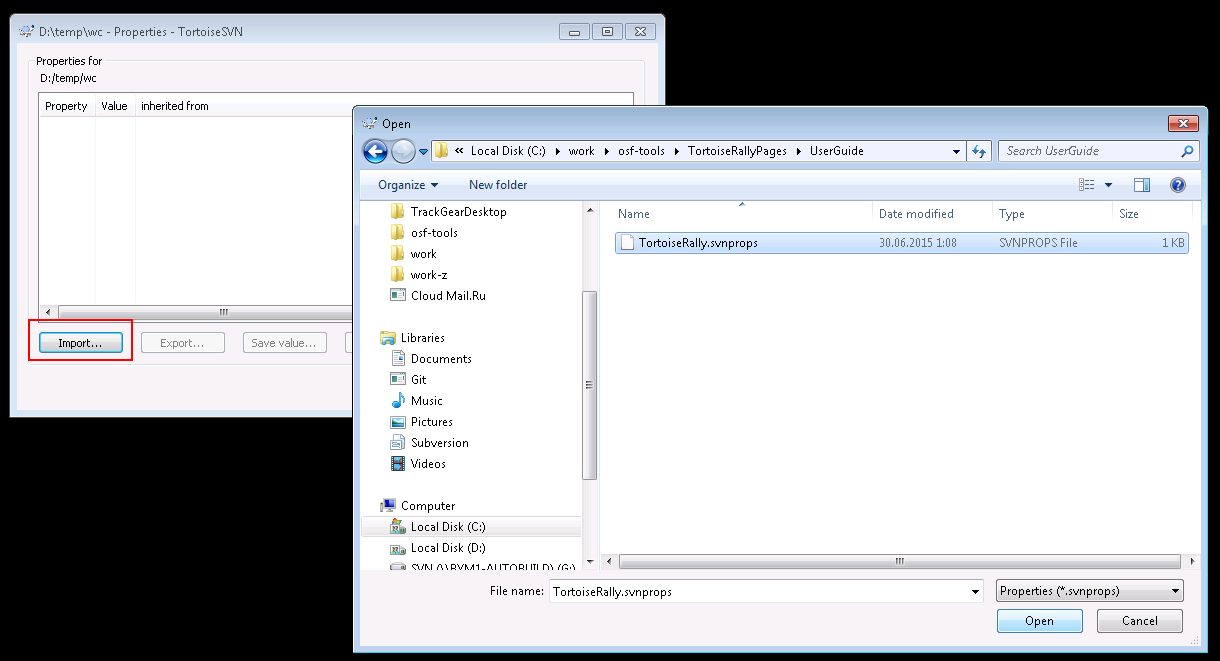 D:\temp\wc - Properties - TortoiseSVN
Properties for
D:/temp/wc
Property Value inherited from
Import... Export... Save value...
Open
« Local Disk (C:) work osf-tools TortoiseRallyPages UserGuide Search UserGuide
Organize New folder
TrackGearDesktop
osf-tools
work
work-z
Cloud Mail.Ru
Libraries
Documents
Git
Music
Pictures
Subversion
Videos
Computer
Local Disk (C:)
Local Disk (D:)
SVN (\\BYM1-AUTOBUILD) (G:)
Name Date modified Type Size
TortoiseRally.svnprops 30.06.2015 1:08 SVNPROPS File 1 KB
File name: TortoiseRally.svnprops Properties (*.svnprops)
Open Cancel